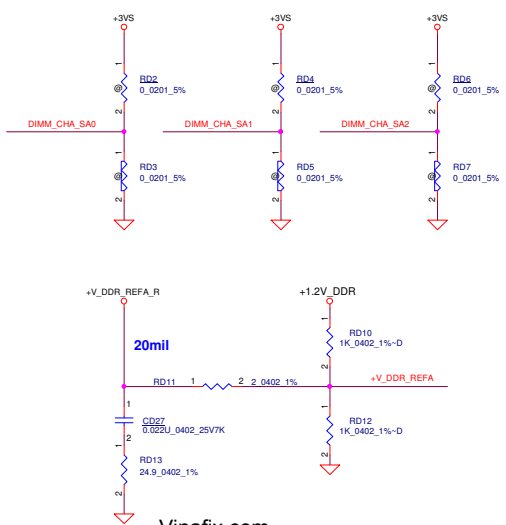 +3VS +3VS +3VS
1 1 1
RD2 RD4 RD6
@ 0_0201_5% @ 0_0201_5% @ 0_0201_5%
2 2 2
DIMM_CHA_SA0 DIMM_CHA_SA1 DIMM_CHA_SA2
1 1 1
RD3 RD5 RD7
@ 0_0201_5% @ 0_0201_5% @ 0_0201_5%
2 2 2
+V_DDR_REFA_R +1.2V_DDR
1
RD10
20mil 1K_0402_1%~D
2
RD11 1 2 2_0402_1% +V_DDR_REFA
1 1
CD27 RD12
0.022U_0402_25V7K 1K_0402_1%~D
2 2
1
RD13
24.9_0402_1%
2
Vinafix.com